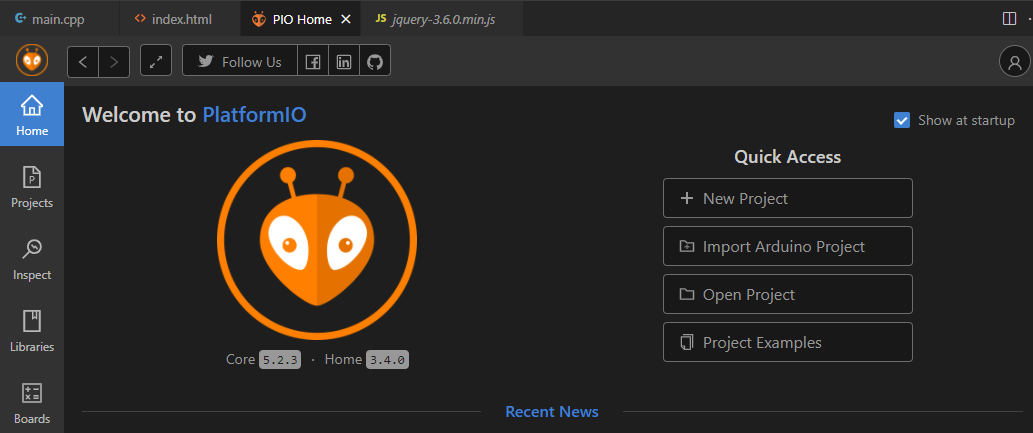 main.cpp
index.html
PIO Home
JS jquery-3.6.0.min.js
Follow Us
Home
Projects
Inspect
Libraries
Boards
Welcome to PlatformIO
Show at startup
Core 5.2.3 · Home 3.4.0
Quick Access
New Project
Import Arduino Project
Open Project
Project Examples
Recent News